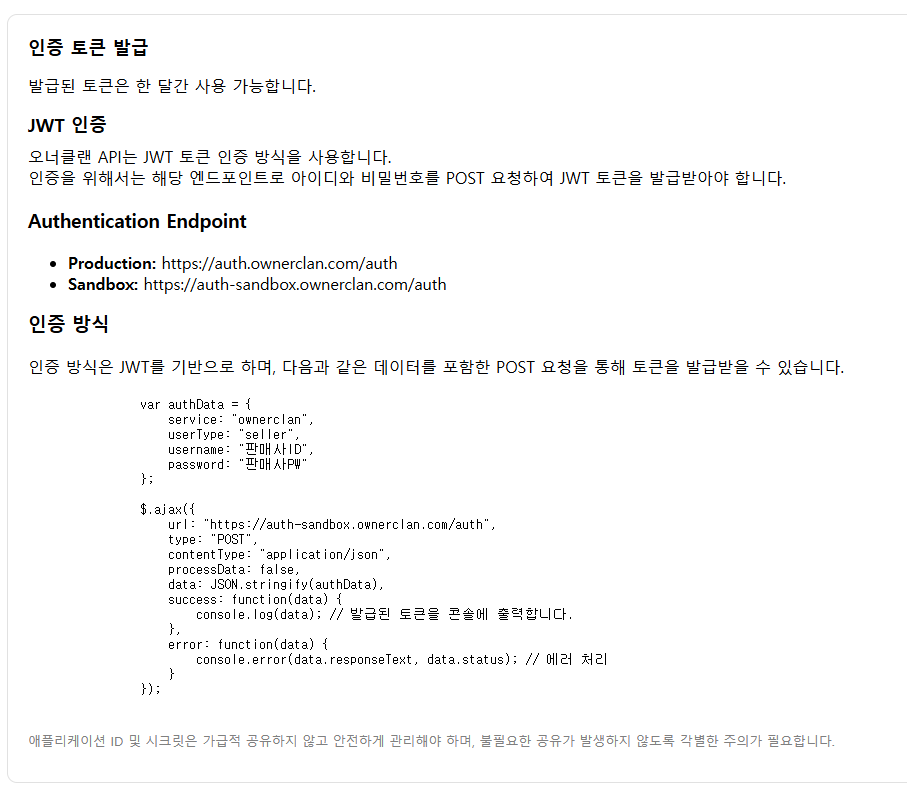 인증 토큰 발급
발급된 토큰은 한 달간 사용 가능합니다.
JWT 인증
오너클랜 API는 JWT 토큰 인증 방식을 사용합니다.
인증을 위해서는 해당 엔드포인트로 아이디와 비밀번호를 POST 요청하여 JWT 토큰을 발급받아야 합니다.
Authentication Endpoint
• Production: https://auth.ownerclan.com/auth
• Sandbox: https://auth-sandbox.ownerclan.com/auth
인증 방식
인증 방식은 JWT를 기반으로 하며, 다음과 같은 데이터를 포함한 POST 요청을 통해 토큰을 발급받을 수 있습니다.
var authData = {
    service: "ownerclan",
    userType: "seller",
    username: "판매사ID",
    password: "판매사PW"
};
$.ajax({
    url: "https://auth-sandbox.ownerclan.com/auth",
    type: "POST",
    contentType: "application/json",
    processData: false,
    data: JSON.stringify(authData),
    success: function(data) {
        console.log(data); // 발급된 토큰을 콘솔에 출력합니다.
    },
    error: function(data) {
        console.error(data.responseText, data.status); // 에러 처리
    }
});
애플리케이션 ID 및 시크릿은 가급적 공유하지 않고 안전하게 관리해야 하며, 불필요한 공유가 발생하지 않도록 각별한 주의가 필요합니다.